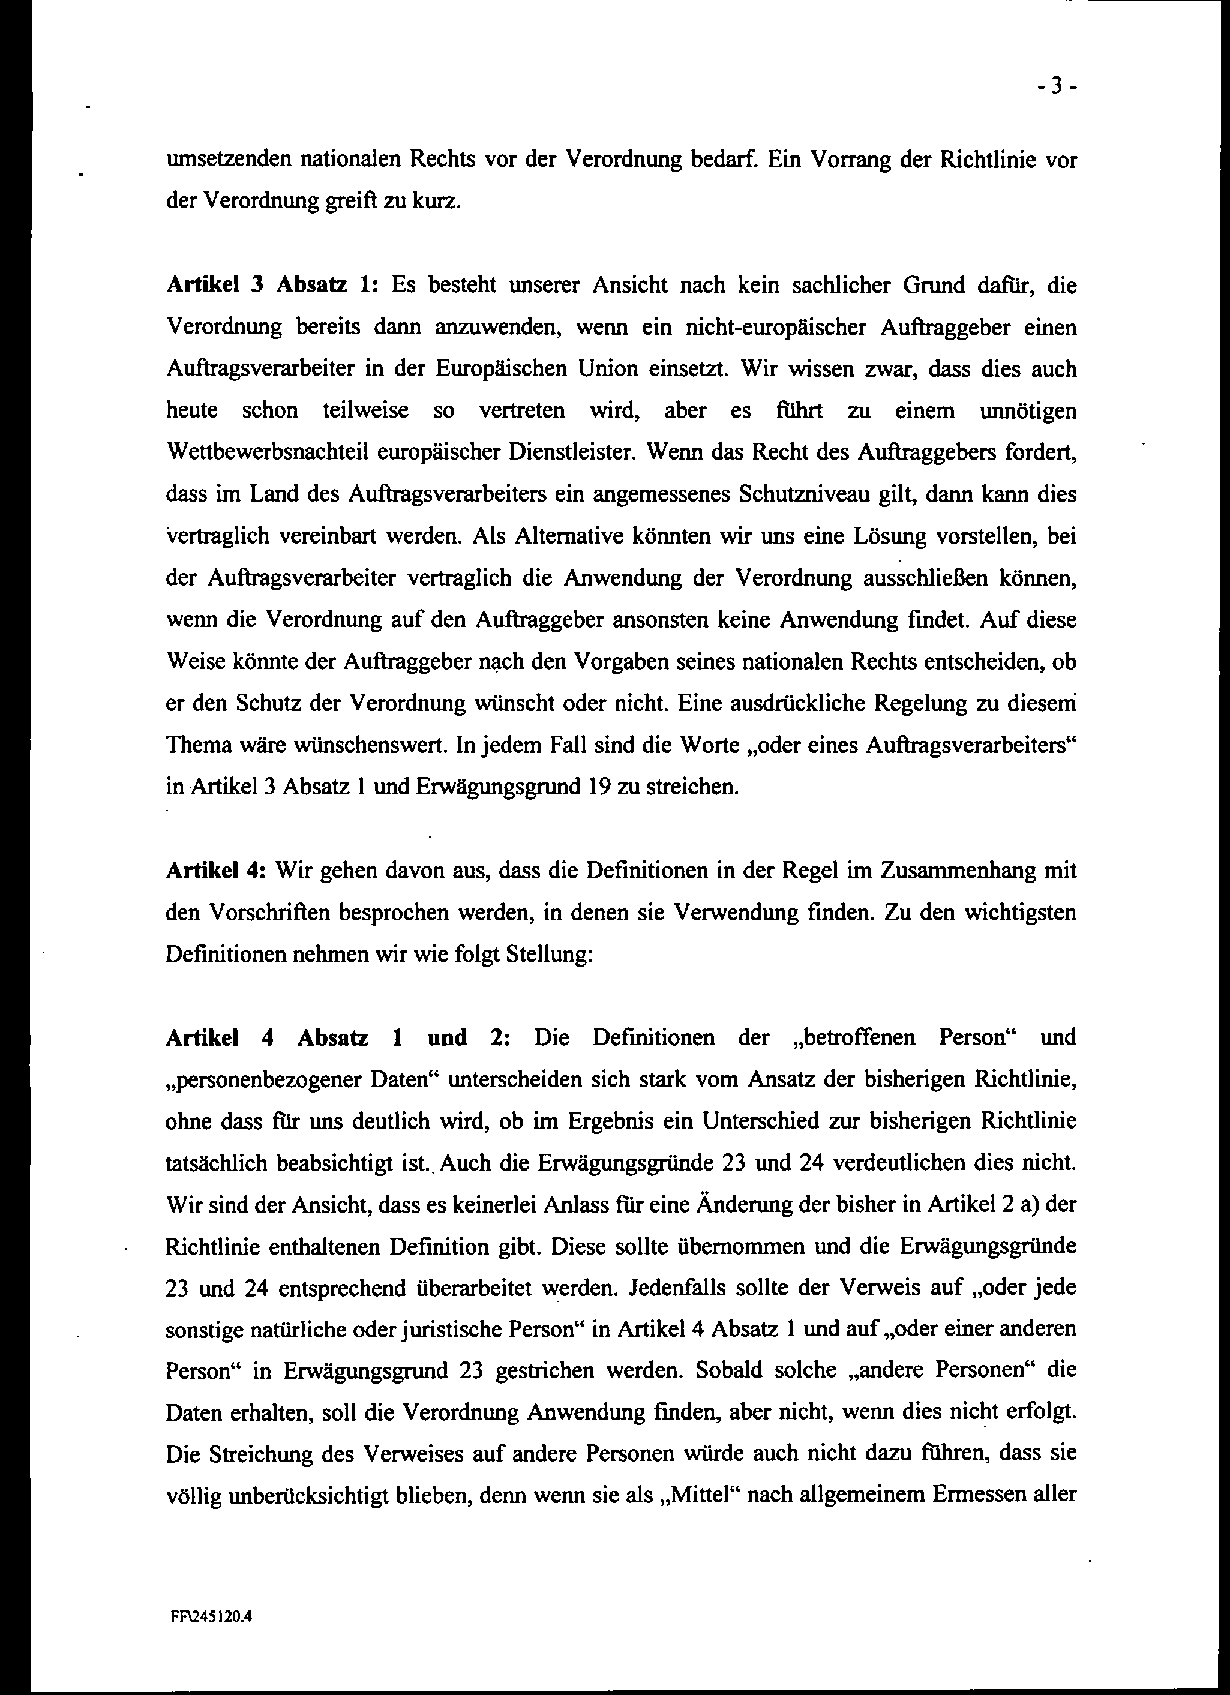 - 3 -
umsetzenden nationalen Rechts vor der Verordnung bedarf. Ein Vorrang der Richtlinie vor
der Verordnung greift zu kurz.
Artikel 3 Absatz 1: Es besteht unserer Ansicht nach kein sachlicher Grund dafür, die
Verordnung bereits dann anzuwenden, wenn ein nicht-europäischer Auftraggeber einen
Auftragsverarbeiter in der Europäischen Union einsetzt. Wir wissen zwar, dass dies auch
heute schon teilweise so vertreten wird, aber es führt zu einem unnötigen
Wettbewerbsnachteil europäischer Dienstleister. Wenn das Recht des Auftraggebers fordert,
dass im Land des Auftragsverarbeiters ein angemessenes Schutzniveau gilt, dann kann dies
vertraglich vereinbart werden. Als Alternative könnten wir uns eine Lösung vorstellen, bei
der Auftragsverarbeiter vertraglich die Anwendung der Verordnung ausschließen können,
wenn die Verordnung auf den Auftraggeber ansonsten keine Anwendung findet. Auf diese
Weise könnte der Auftraggeber nach den Vorgaben seines nationalen Rechts entscheiden, ob
er den Schutz der Verordnung wünscht oder nicht. Eine ausdrückliche Regelung zu diesem
Thema wäre wünschenswert. In jedem Fall sind die Worte „oder eines Auftragsverarbeiters“
in Artikel 3 Absatz 1 und Erwägungsgrund 19 zu streichen.
Artikel 4: Wir gehen davon aus, dass die Definitionen in der Regel im Zusammenhang mit
den Vorschriften besprochen werden, in denen sie Verwendung finden. Zu den wichtigsten
Definitionen nehmen wir wie folgt Stellung:
Artikel 4 Absatz 1 und 2: Die Definitionen der „betroffenen Person“ und
„personenbezogener Daten“ unterscheiden sich stark vom Ansatz der bisherigen Richtlinie,
ohne dass für uns deutlich wird, ob im Ergebnis ein Unterschied zur bisherigen Richtlinie
tatsächlich beabsichtigt ist. Auch die Erwägungsgründe 23 und 24 verdeutlichen dies nicht.
Wir sind der Ansicht, dass es keinerlei Anlass für eine Änderung der bisher in Artikel 2 a) der
Richtlinie enthaltenen Definition gibt. Diese sollte übernommen und die Erwägungsgründe
23 und 24 entsprechend überarbeitet werden. Jedenfalls sollte der Verweis auf „oder jede
sonstige natürliche oder juristische Person“ in Artikel 4 Absatz 1 und auf „oder einer anderen
Person“ in Erwägungsgrund 23 gestrichen werden. Sobald solche „andere Personen“ die
Daten erhalten, soll die Verordnung Anwendung finden, aber nicht, wenn dies nicht erfolgt.
Die Streichung des Verweises auf andere Personen würde auch nicht dazu führen, dass sie
völlig unberücksichtigt blieben, denn wenn sie als „Mittel“ nach allgemeinem Ermessen aller
FF\245120.4